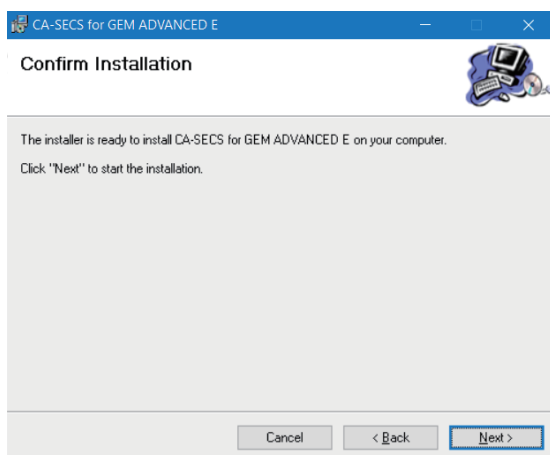 CA-SECS for GEM ADVANCED E
Confirm Installation
The installer is ready to install CA-SECS for GEM ADVANCED E on your computer.
Click "Next" to start the installation.
Cancel
< Back
Next >